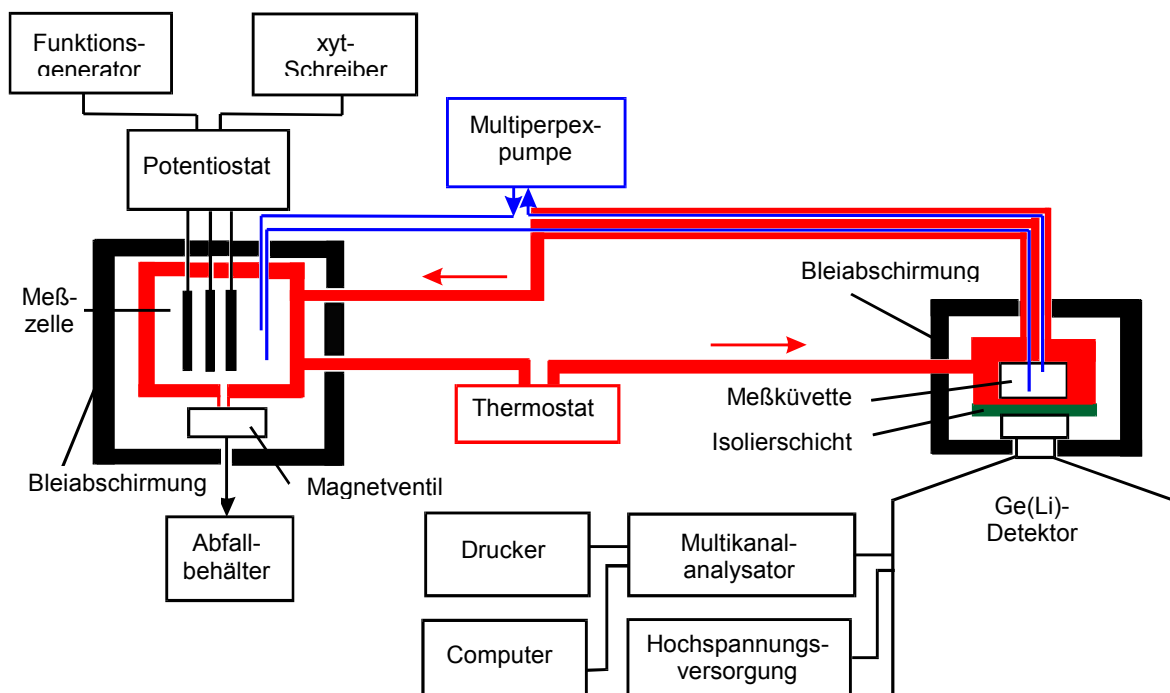 Funktions-
generator
xyt-
Schreiber
Multiperpex-
pumpe
Potentiostat
Meß-
zelle
Bleiabschirmung
Thermostat
Meßküvette
Isolierschicht
Bleiabschirmung
Magnetventil
Ge(Li)-
Detektor
Abfall-
behälter
Drucker
Multikanal-
analysator
Computer
Hochspannungs-
versorgung